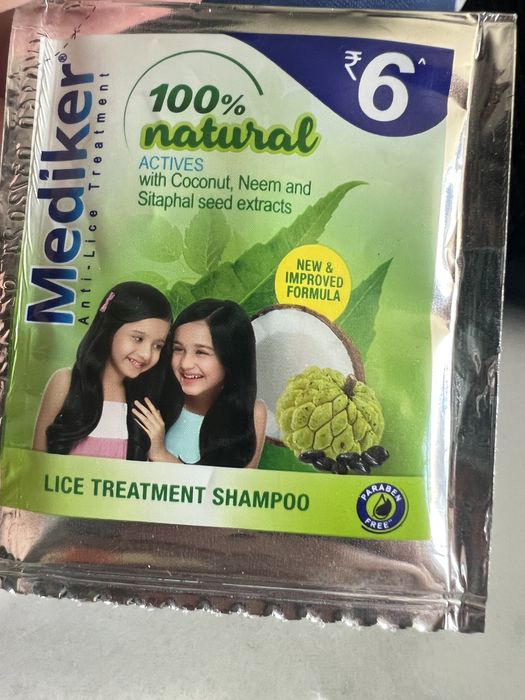 Mediker®
Anti-Lice Treatment
₹6^
100%
natural
ACTIVES
with Coconut, Neem and
Sitaphal seed extracts
NEW &
IMPROVED
FORMULA
LICE TREATMENT SHAMPOO
PARABEN
FREE